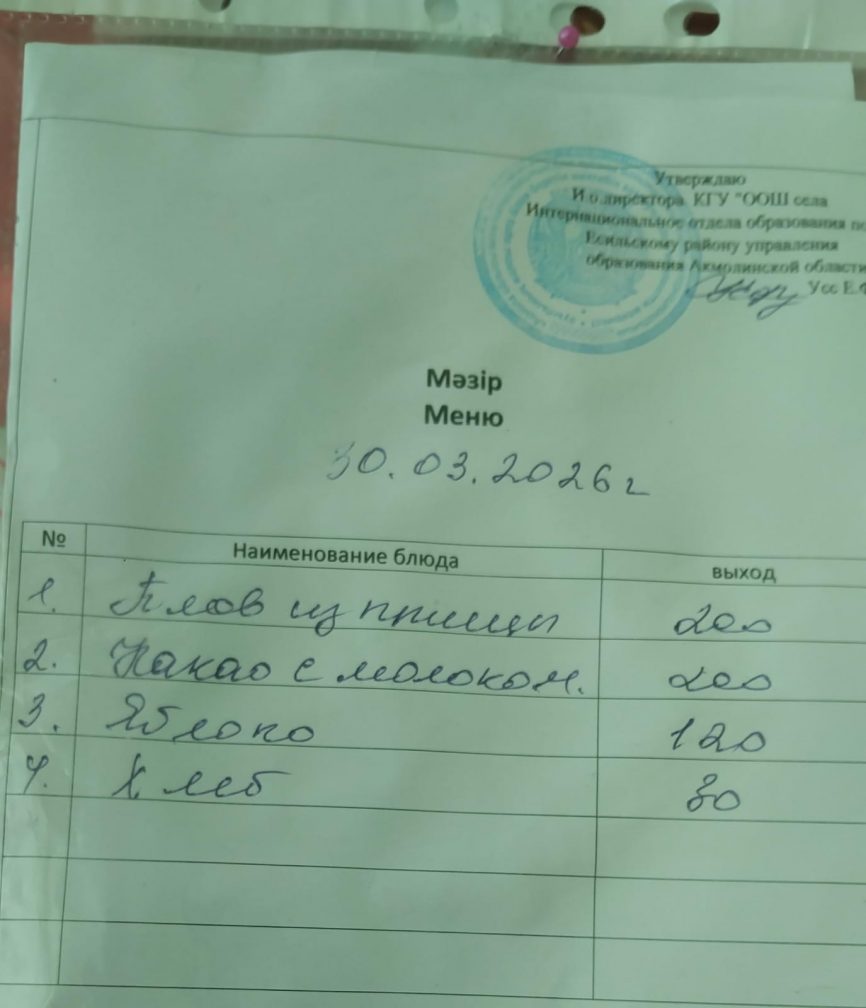 Утверждаю
И о директора КГУ "ООШ села
Интернациональное отдела образования по
Есильскому району управления
образования Акмолинской области
Усс Е.Ф
Мәзір
Меню
30.03.2026 г
№ Наименование блюда выход
1. Плов из птицы 200
2. Какао с молоком. 200
3. Яблоко 120
4. Хлеб 30